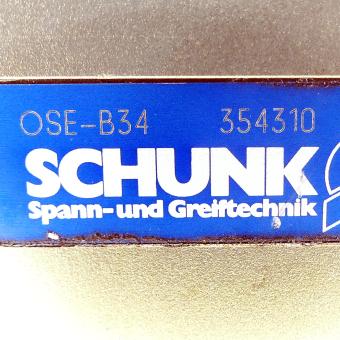 OSE-B34 354310
SCHUNK
Spann-und Greiftechnik